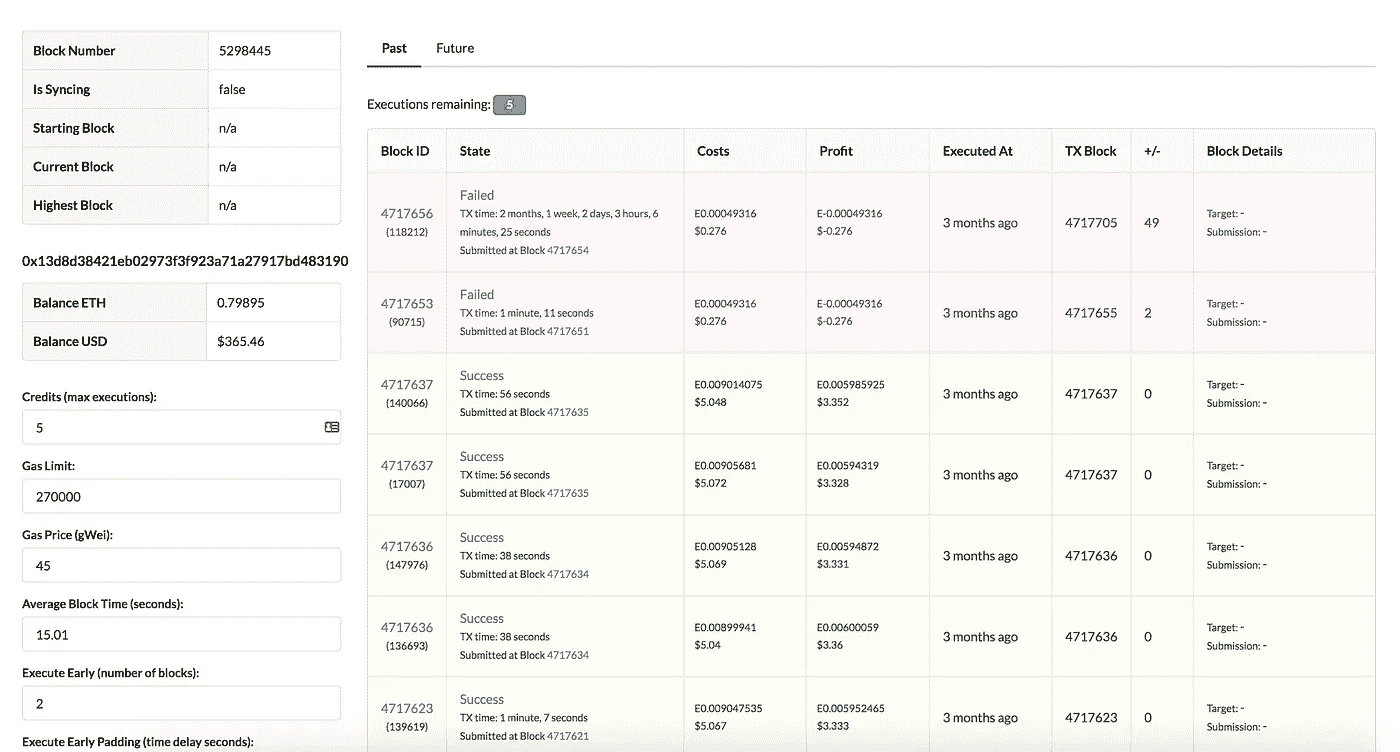 Block Number 5298445
Is Syncing false
Starting Block n/a
Current Block n/a
Highest Block n/a
0x13d8d38421eb02973f3f923a71a27917bd483190
Balance ETH 0.79895
Balance USD $365.46
Credits (max executions):
5
Gas Limit:
270000
Gas Price (gWei):
45
Average Block Time (seconds):
15.01
Execute Early (number of blocks):
2
Execute Early Padding (time delay seconds):
Past Future
Executions remaining: 5
Block ID State Costs Profit Executed At TX Block +/- Block Details
Failed
4717656 TX time: 2 months, 1 week, 2 days, 3 hours, 6 E0.00049316 E-0.00049316 3 months ago 4717705 49 Target: -
(118212) minutes, 25 seconds $0.276 $-0.276 Submission: -
Submitted at Block 4717654
Failed
4717653 TX time: 1 minute, 11 seconds E0.00049316 E-0.00049316 3 months ago 4717655 2 Target: -
(90715) Submitted at Block 4717651 $0.276 $-0.276 Submission: -
Success
4717637 TX time: 56 seconds E0.009014075 E0.005985925 3 months ago 4717637 0 Target: -
(140066) Submitted at Block 4717635 $5.048 $3.352 Submission: -
Success
4717637 TX time: 56 seconds E0.00905681 E0.00594319 3 months ago 4717637 0 Target: -
(17007) Submitted at Block 4717635 $5.072 $3.328 Submission: -
Success
4717636 TX time: 38 seconds E0.00905128 E0.00594872 3 months ago 4717636 0 Target: -
(147976) Submitted at Block 4717634 $5.069 $3.331 Submission: -
Success
4717636 TX time: 38 seconds E0.00899941 E0.00600059 3 months ago 4717636 0 Target: -
(136693) Submitted at Block 4717634 $5.04 $3.36 Submission: -
Success
4717623 TX time: 1 minute, 7 seconds E0.009047535 E0.005952465 3 months ago 4717623 0 Target: -
(139619) Submitted at Block 4717621 $5.067 $3.333 Submission: -